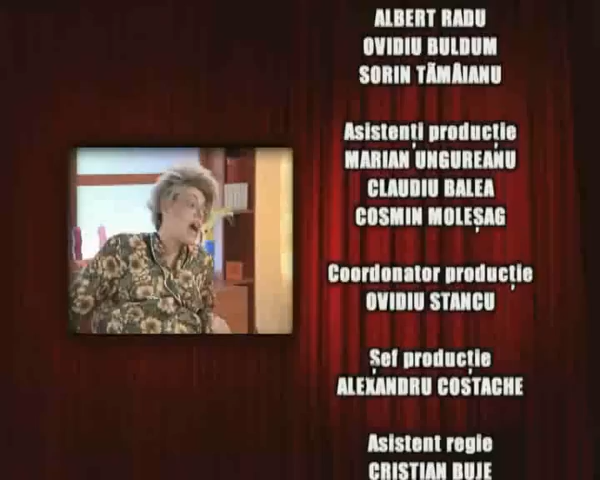 ALBERT RADU
OVIDIU BULDUM
SORIN TĂMÂIANU
Asistenți producție
MARIAN UNGUREANU
CLAUDIU BALEA
COSMIN MOLEȘAG
Coordonator producție
OVIDIU STANCU
Șef producție
ALEXANDRU COSTACHE
Asistent regie
CRISTIAN BUJE